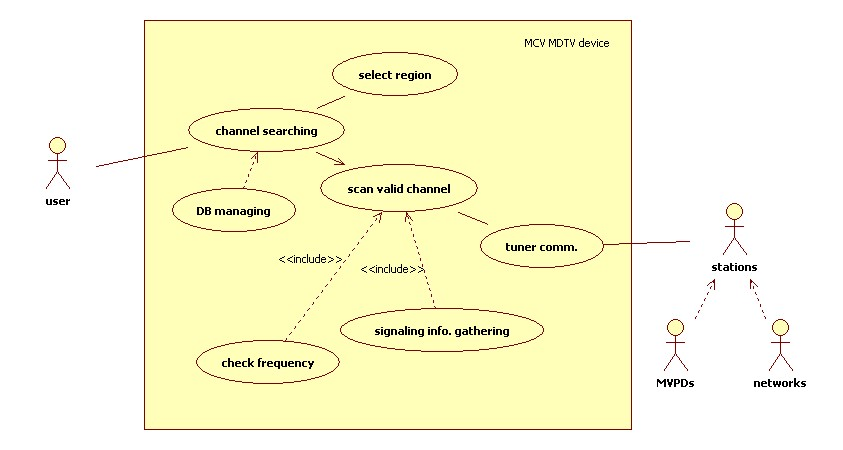 MCV MDTV device
select region
channel searching
user
scan valid channel
DB managing
tuner comm.
stations
<<include>>
<<include>>
signaling info. gathering
check frequency
MVPDs
networks